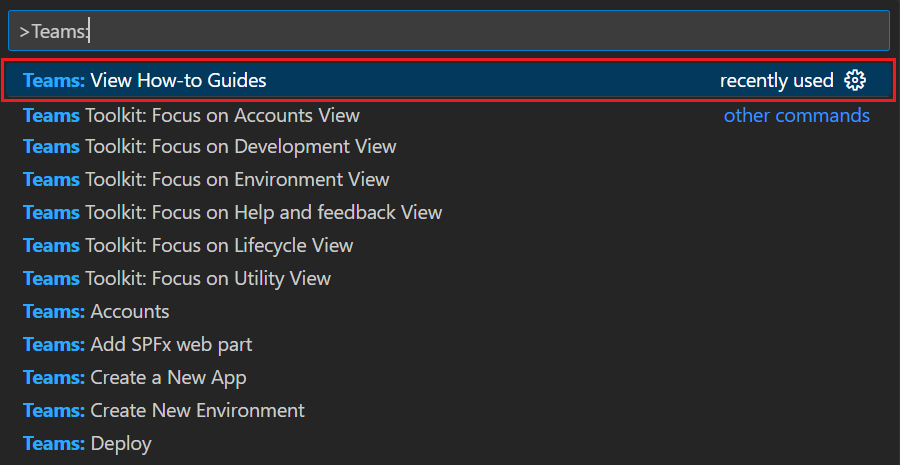 >Teams:
Teams: View How-to Guides recently used
Teams Toolkit: Focus on Accounts View other commands
Teams Toolkit: Focus on Development View
Teams Toolkit: Focus on Environment View
Teams Toolkit: Focus on Help and feedback View
Teams Toolkit: Focus on Lifecycle View
Teams Toolkit: Focus on Utility View
Teams: Accounts
Teams: Add SPFx web part
Teams: Create a New App
Teams: Create New Environment
Teams: Deploy